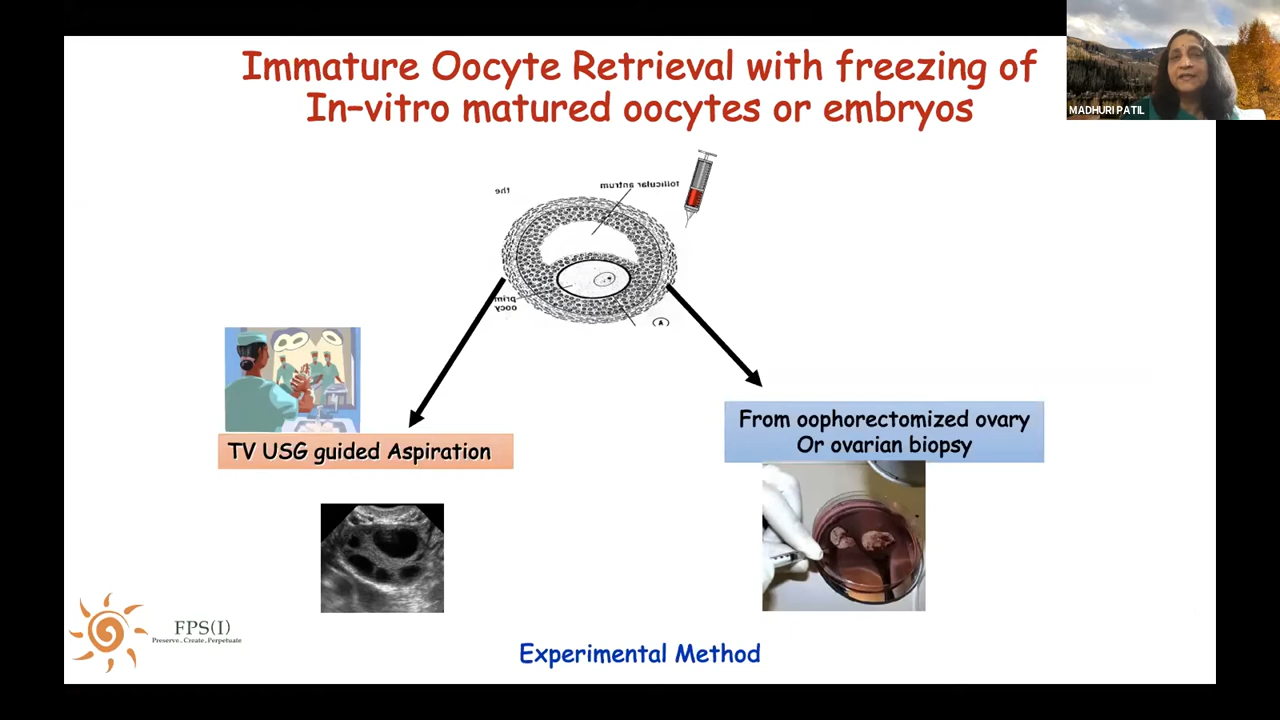 Immature Oocyte Retrieval with freezing of
In-vitro matured oocytes or embryos
MADHURI PATIL
the
follicular antrum
prim
oocy
A
TV USG guided Aspiration
From oophorectomized ovary
Or ovarian biopsy
FPS(I)
Preserve.Create.Perpetuate
Experimental Method